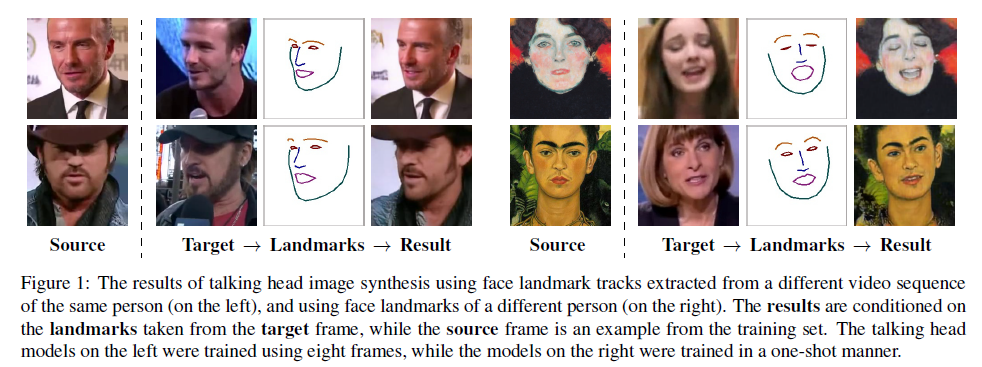 Source Target → Landmarks → Result Source Target → Landmarks → Result
Figure 1: The results of talking head image synthesis using face landmark tracks extracted from a different video sequence
of the same person (on the left), and using face landmarks of a different person (on the right). The results are conditioned on
the landmarks taken from the target frame, while the source frame is an example from the training set. The talking head
models on the left were trained using eight frames, while the models on the right were trained in a one-shot manner.